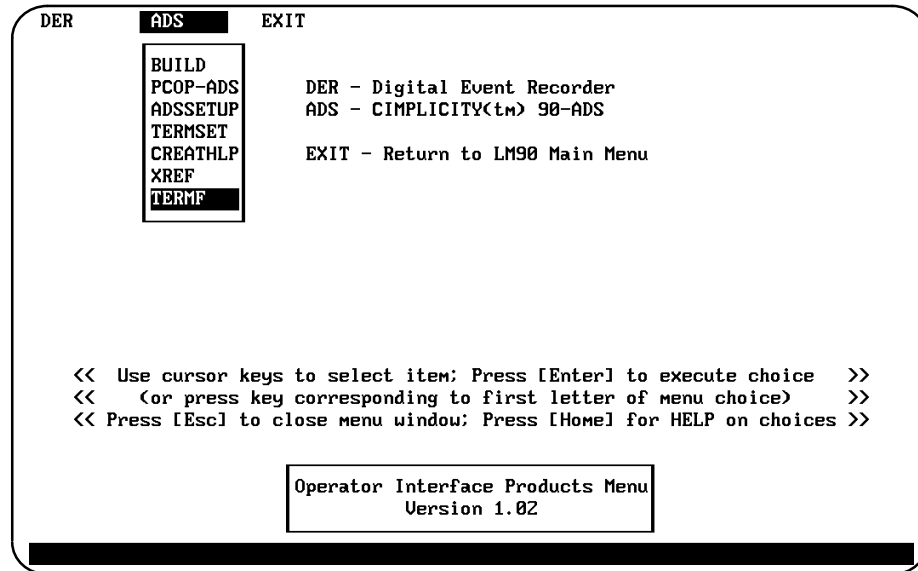 DER ADS EXIT
BUILD
PCOP-ADS DER - Digital Event Recorder
ADSSETUP ADS - CIMPLICITY(tm) 90-ADS
TERMSET
CREATHLP EXIT - Return to LM90 Main Menu
XREF
TERMF
<< Use cursor keys to select item; Press [Enter] to execute choice >>
<< (or press key corresponding to first letter of menu choice) >>
<< Press [Esc] to close menu window; Press [Home] for HELP on choices >>
Operator Interface Products Menu
Version 1.02